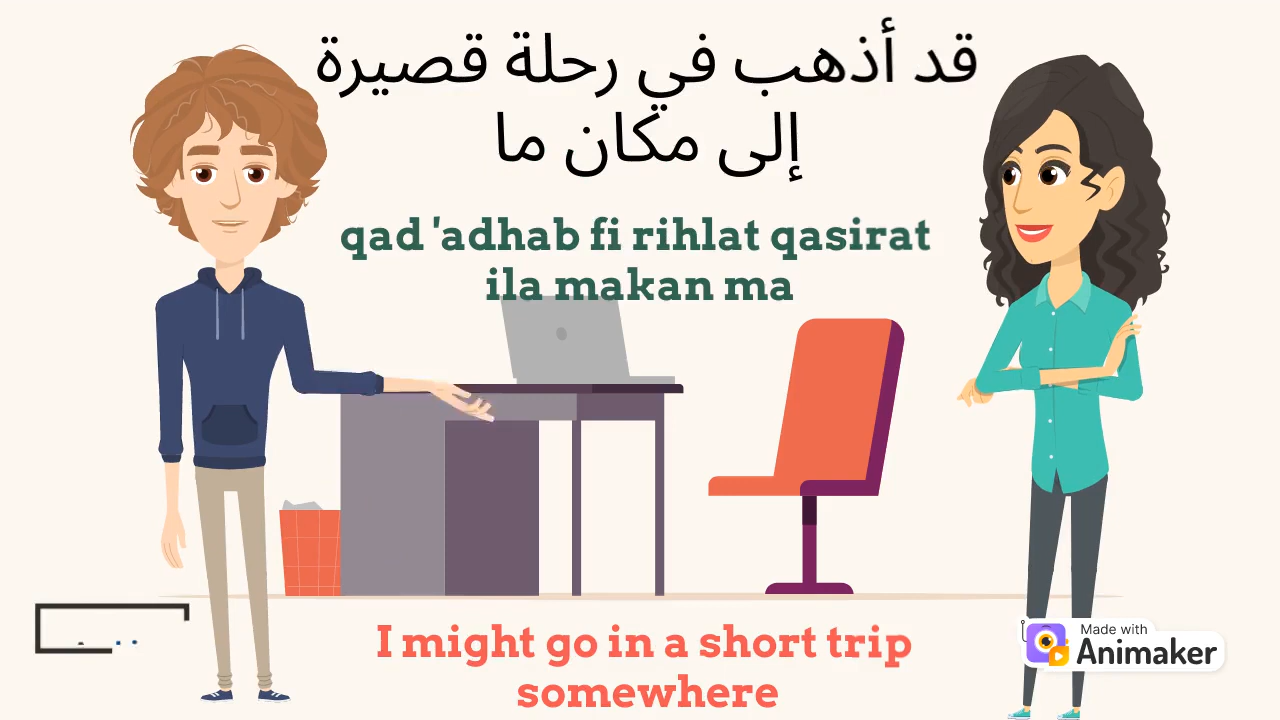 قد أذهب في رحلة قصيرة
إلى مكان ما
qad 'adhab fi rihlat qasirat
ila makan ma
I might go in a short trip
somewhere
Made with
Animaker